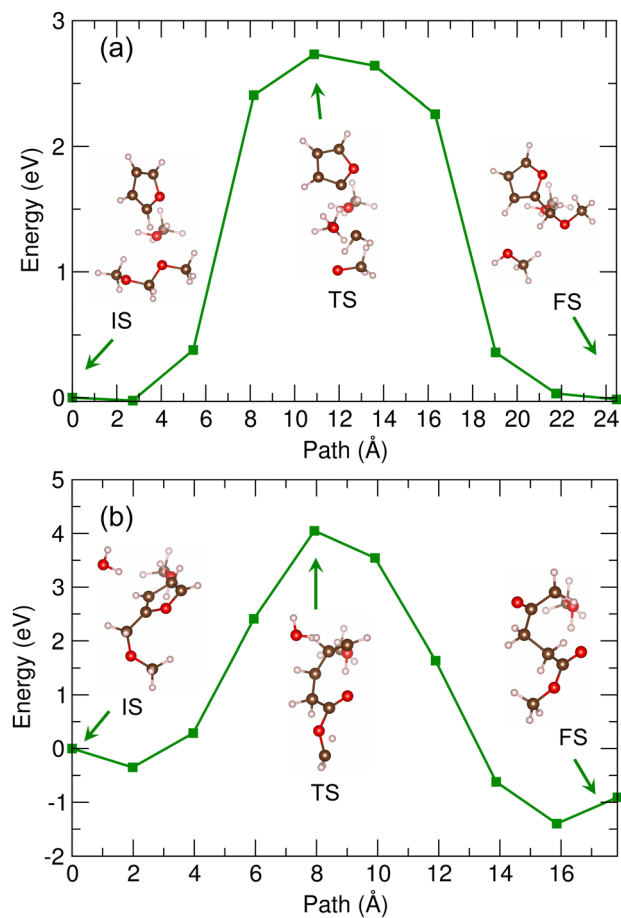 3
(a)
2
Energy (eV)
1
IS
TS
FS
0
0 2 4 6 8 10 12 14 16 18 20 22 24
Path (Å)
5
(b)
4
3
2
Energy (eV)
1
IS
0
FS
TS
-1
-2
0 2 4 6 8 10 12 14 16
Path (Å)